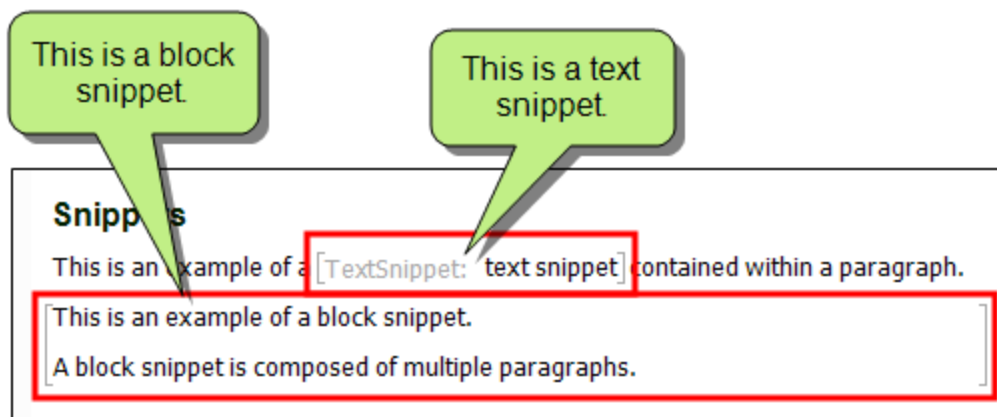 This is a block
snippet.
This is a text
snippet.
Snippets
This is an example of a [TextSnippet: text snippet] contained within a paragraph.
This is an example of a block snippet.
A block snippet is composed of multiple paragraphs.